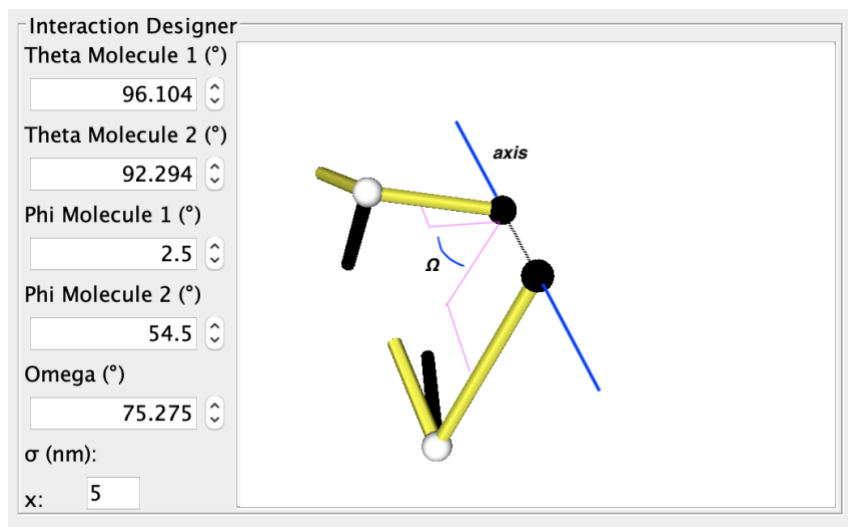 Interaction Designer
Theta Molecule 1 (°)
96.104
Theta Molecule 2 (°)
92.294
Phi Molecule 1 (°)
2.5
Phi Molecule 2 (°)
54.5
Omega (°)
75.275
σ (nm):
x: 5
axis
Ω